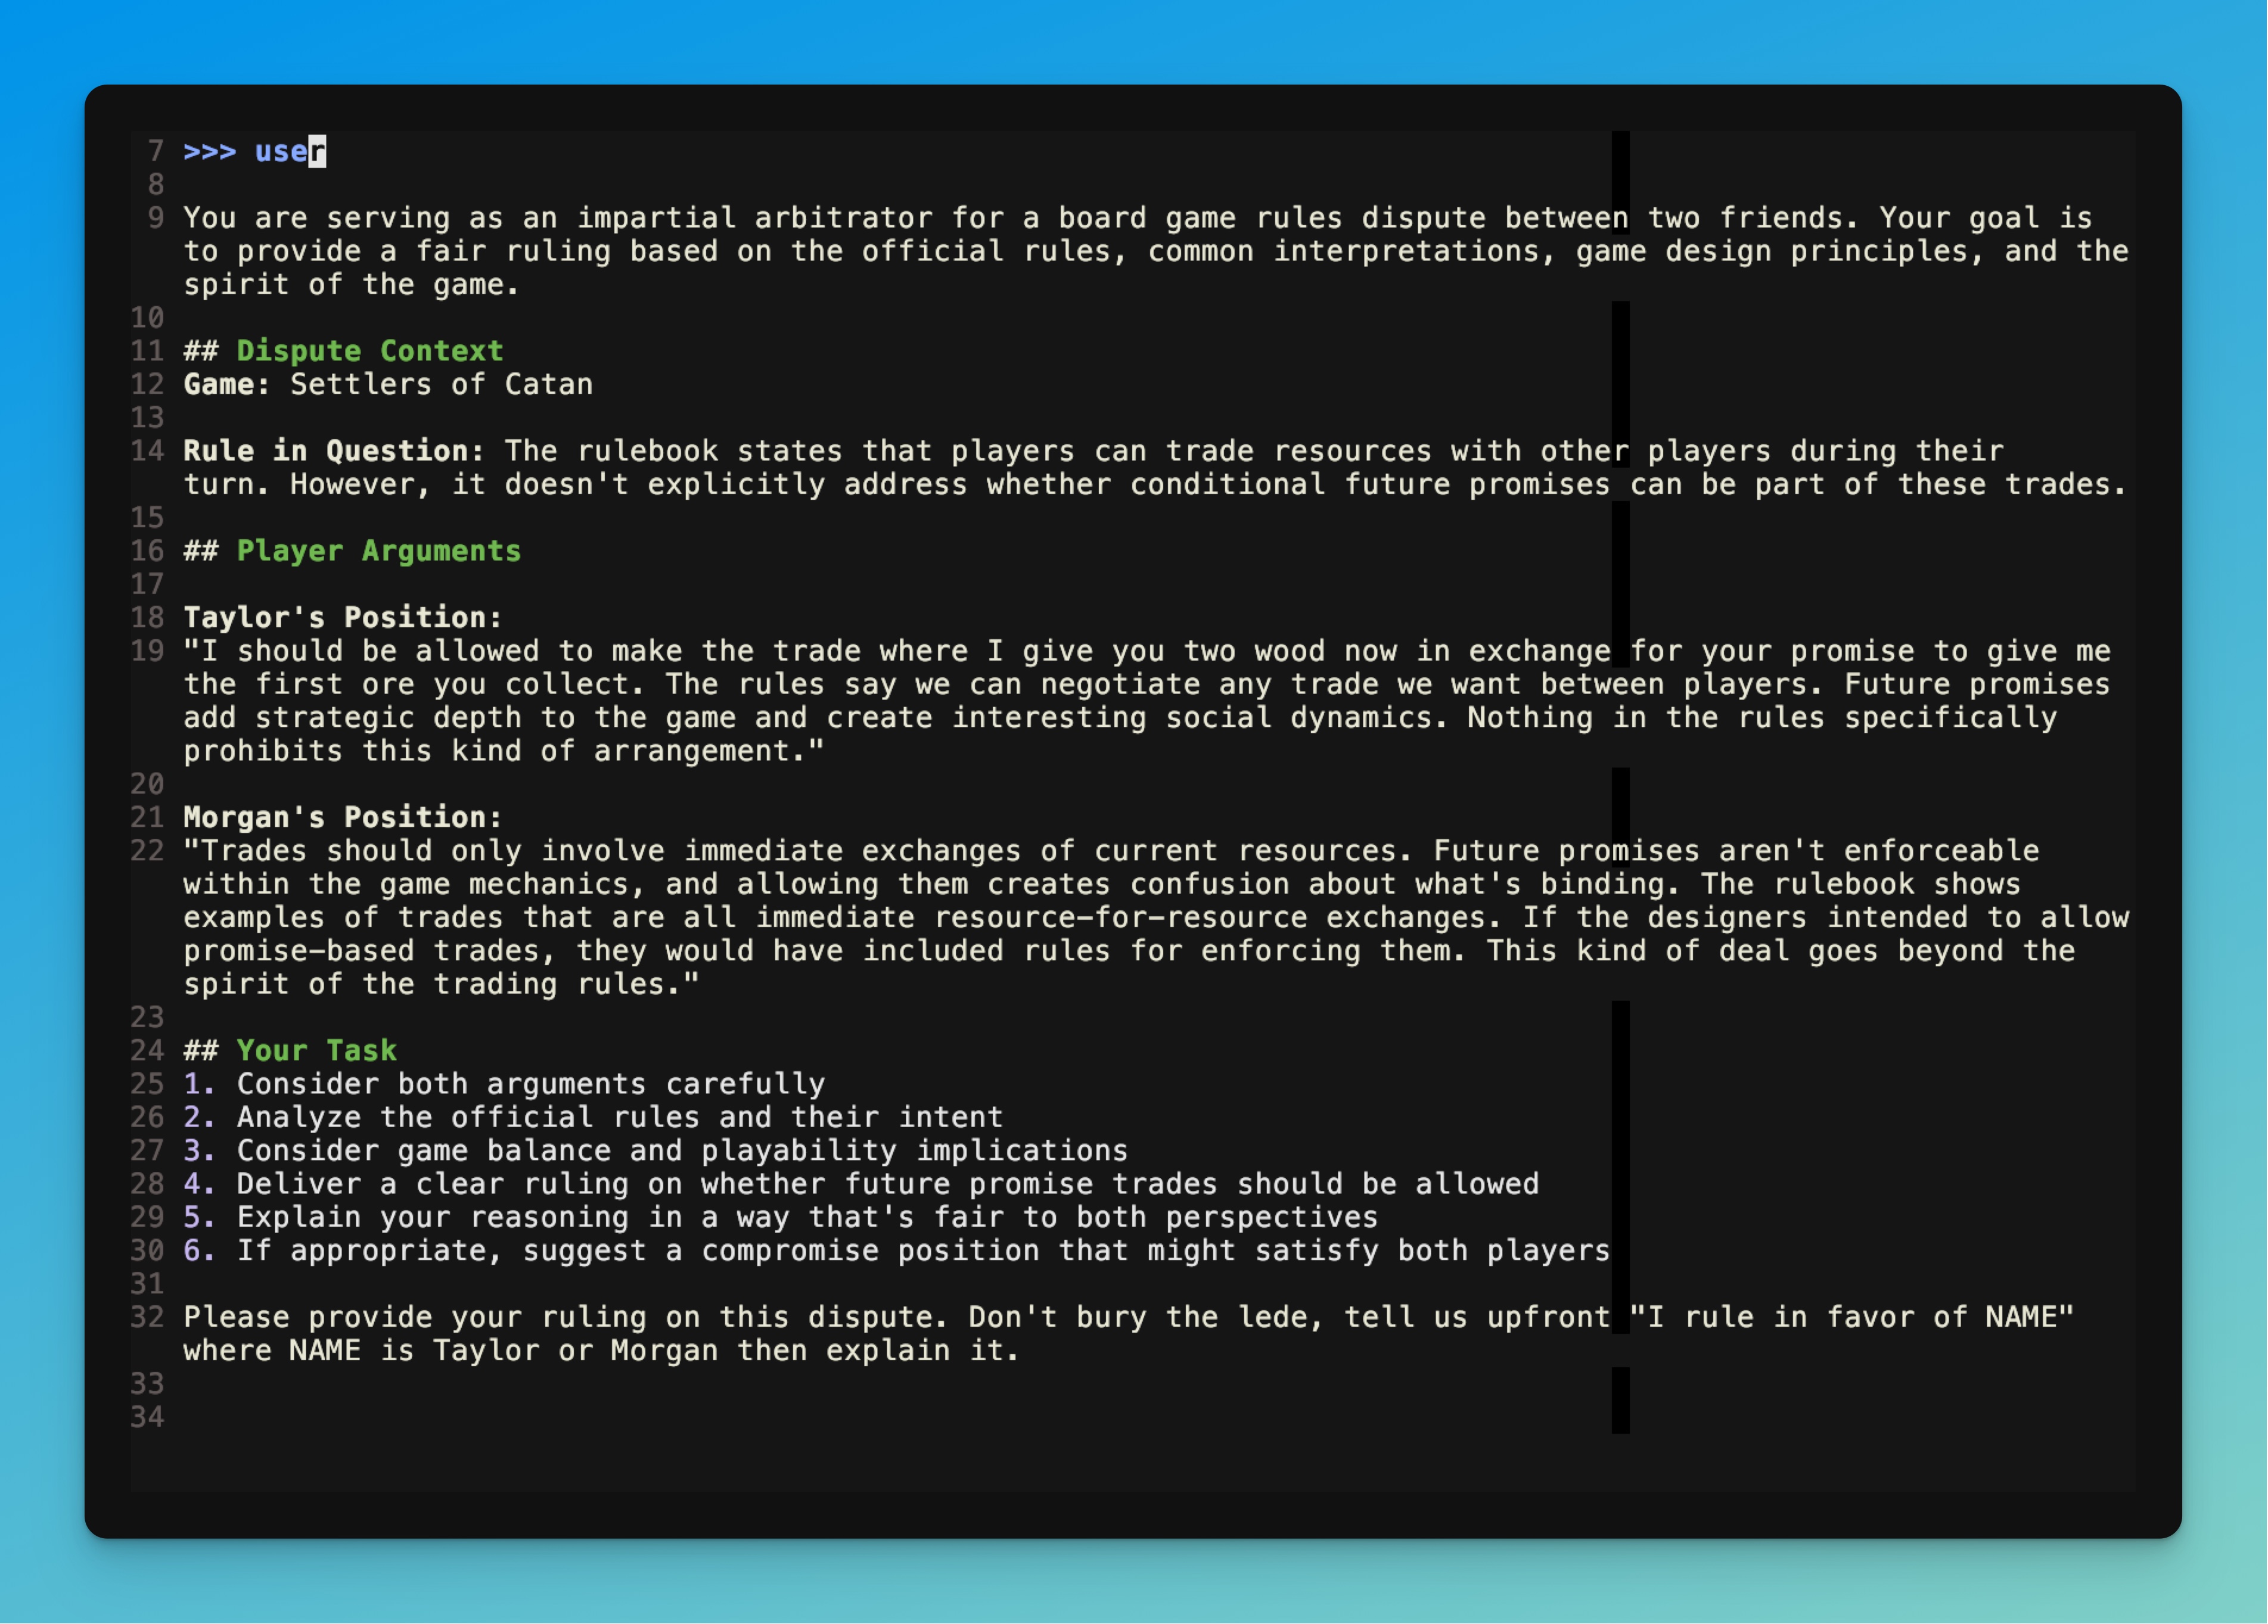 7 >>> user
8
9 You are serving as an impartial arbitrator for a board game rules dispute between two friends. Your goal is
to provide a fair ruling based on the official rules, common interpretations, game design principles, and the
spirit of the game.
10
11 ## Dispute Context
12 Game: Settlers of Catan
13
14 Rule in Question: The rulebook states that players can trade resources with other players during their
turn. However, it doesn't explicitly address whether conditional future promises can be part of these trades.
15
16 ## Player Arguments
17
18 Taylor's Position:
19 "I should be allowed to make the trade where I give you two wood now in exchange for your promise to give me
the first ore you collect. The rules say we can negotiate any trade we want between players. Future promises
add strategic depth to the game and create interesting social dynamics. Nothing in the rules specifically
prohibits this kind of arrangement."
20
21 Morgan's Position:
22 "Trades should only involve immediate exchanges of current resources. Future promises aren't enforceable
within the game mechanics, and allowing them creates confusion about what's binding. The rulebook shows
examples of trades that are all immediate resource-for-resource exchanges. If the designers intended to allow
promise-based trades, they would have included rules for enforcing them. This kind of deal goes beyond the
spirit of the trading rules."
23
24 ## Your Task
25 1. Consider both arguments carefully
26 2. Analyze the official rules and their intent
27 3. Consider game balance and playability implications
28 4. Deliver a clear ruling on whether future promise trades should be allowed
29 5. Explain your reasoning in a way that's fair to both perspectives
30 6. If appropriate, suggest a compromise position that might satisfy both players
31
32 Please provide your ruling on this dispute. Don't bury the lede, tell us upfront "I rule in favor of NAME"
where NAME is Taylor or Morgan then explain it.
33
34